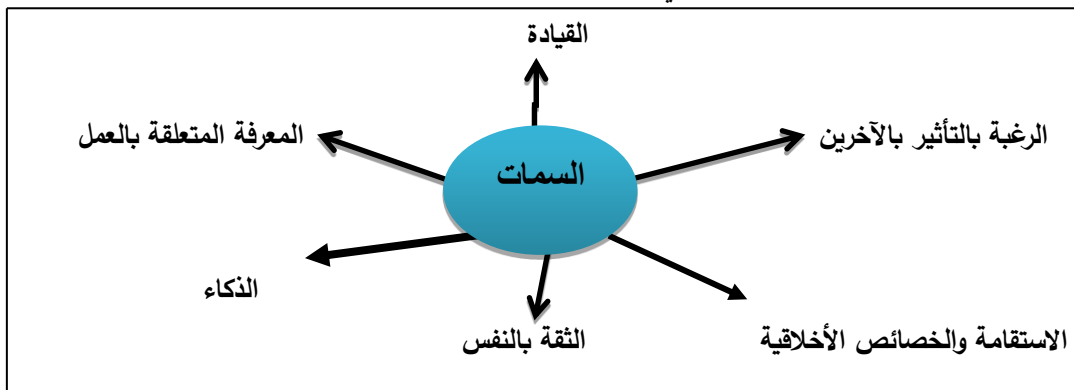 القيادة
الرغبة بالتأثير بالآخرين
المعرفة المتعلقة بالعمل
السمات
الذكاء
الاستقامة والخصائص الأخلاقية
الثقة بالنفس